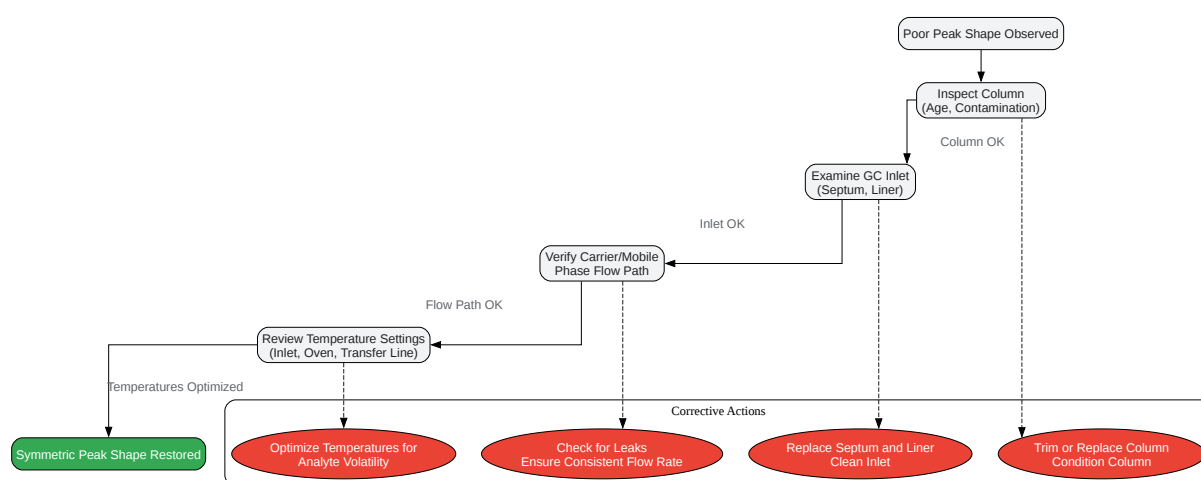 Poor Peak Shape Observed
Inspect Column
(Age, Contamination)
Column OK
Examine GC Inlet
(Septum, Liner)
Inlet OK
Verify Carrier/Mobile
Phase Flow Path
Flow Path OK
Review Temperature Settings
(Inlet, Oven, Transfer Line)
Temperatures Optimized
Corrective Actions
Symmetric Peak Shape Restored
Optimize Temperatures for
Analyte Volatility
Check for Leaks
Ensure Consistent Flow Rate
Replace Septum and Liner
Clean Inlet
Trim or Replace Column
Condition Column